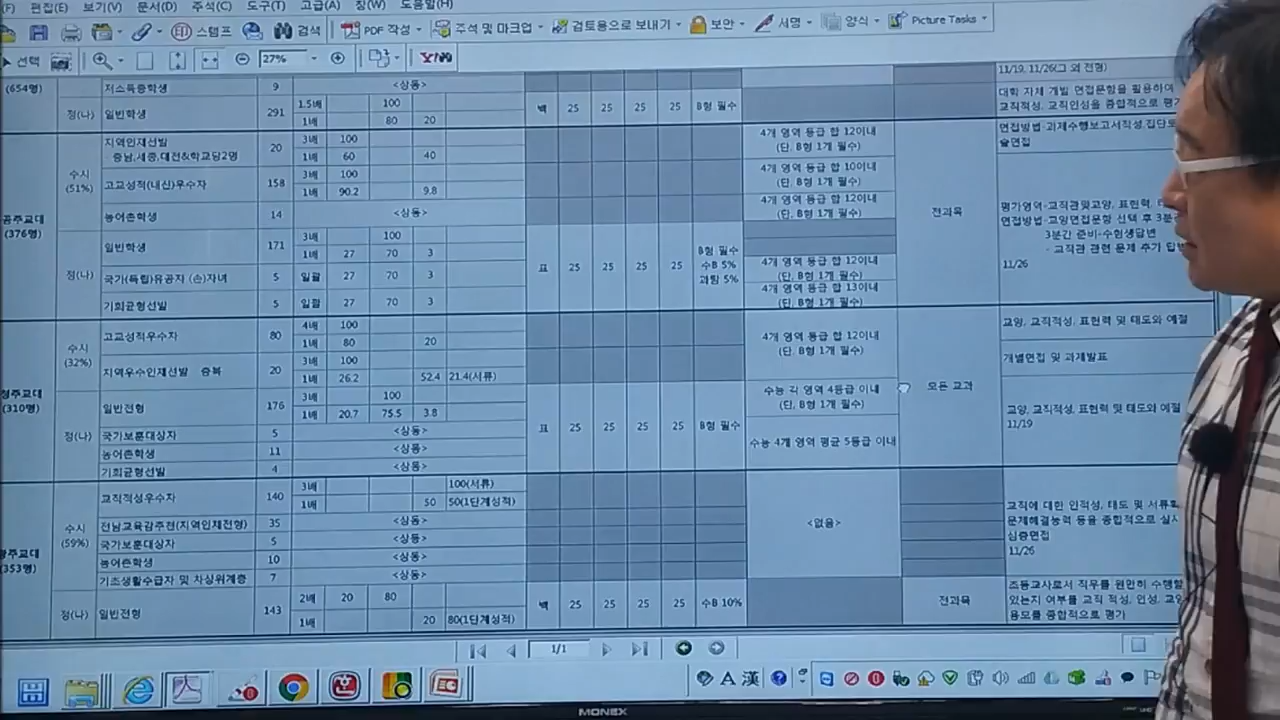 편집(E) 보기(V) 문서(D) 주석(C) 도구(T) 고급(A) 창(W) 도움말(H)
스탬프 검색 PDF 작성 주석 및 마크업 검토용으로 보내기 보안 서명 양식 Picture Tasks
선택 27% Y!
(654명) 저소득층학생 9 <상동> 11/19, 11/26(그 외 전형)
정(나) 일반학생 291 1.5배 100 백 25 25 25 25 B형 필수 대학 자체 개발 면접문항을 활용하여
1배 80 20 교직적성, 교직인성을 종합적으로 평가
공주교대
(376명)
수시
(51%)
지역인재선발 20 3배 100 4개 영역 등급 합 12이내
충남,세종,대전&학교당2명 1배 60 40 (단, B형 1개 필수)
고교성적(내신)우수자 158 3배 100 4개 영역 등급 합 10이내
1배 90.2 9.8 (단, B형 1개 필수)
농어촌학생 14 <상동> 4개 영역 등급 합 12이내
(단, B형 1개 필수)
전과목
정(나) 일반학생 171 3배 100
1배 27 70 3
표 25 25 25 25 B형 필수
수B 5%
과탐 5%
국가(독립)유공자 (손)자녀 5 일괄 27 70 3 4개 영역 등급 합 12이내
(단, B형 1개 필수)
기회균형선발 5 일괄 27 70 3 4개 영역 등급 합 13이내
(단, B형 1개 필수)
면접방법-과제수행보고서작성,집단토
술면접
평가영역-교직관및교양, 표현력,
면접방법-교양면접문항 선택 후 3분
3분간 준비-수험생답변
- 교직관 관련 문제 추가 답변
11/26
청주교대
(310명)
수시
(32%)
고교성적우수자 80 4배 100
1배 80 20
4개 영역 등급 합 12이내
(단, B형 1개 필수)
교양, 교직적성, 표현력 및 태도와 예절
지역우수인재선발 중복 20 3배 100
1배 26.2 52.4 21.4(서류)
개별면접 및 과제발표
모든 교과
정(나) 일반전형 176 3배 100
1배 20.7 75.5 3.8
수능 각 영역 4등급 이내
(단, B형 1개 필수)
표 25 25 25 25 B형 필수
교양, 교직적성, 표현력 및 태도와 예절
11/19
국가보훈대상자 5 <상동>
농어촌학생 11 <상동>
기회균형선발 4 <상동>
수능 4개 영역 평균 5등급 이내
광주교대
(353명)
수시
(59%)
교직적성우수자 140 3배 100(서류)
1배 50 50(1단계성적)
전남교육감추천(지역인재전형) 35 <상동>
국가보훈대상자 5 <상동>
농어촌학생 10 <상동>
기초생활수급자 및 차상위계층 7 <상동>
<없음>
교직에 대한 인적성, 태도 및 서류확
문제해결능력 등을 종합적으로 실시
심층면접
11/26
정(나) 일반전형 143 2배 20 80
1배 20 80(1단계성적)
백 25 25 25 25 수B 10% 전과목
초등교사로서 직무를 원만히 수행할
있는지 여부를 교직 적성, 인성, 교양
용모를 종합적으로 평가
1/1
A 漢
MONEX